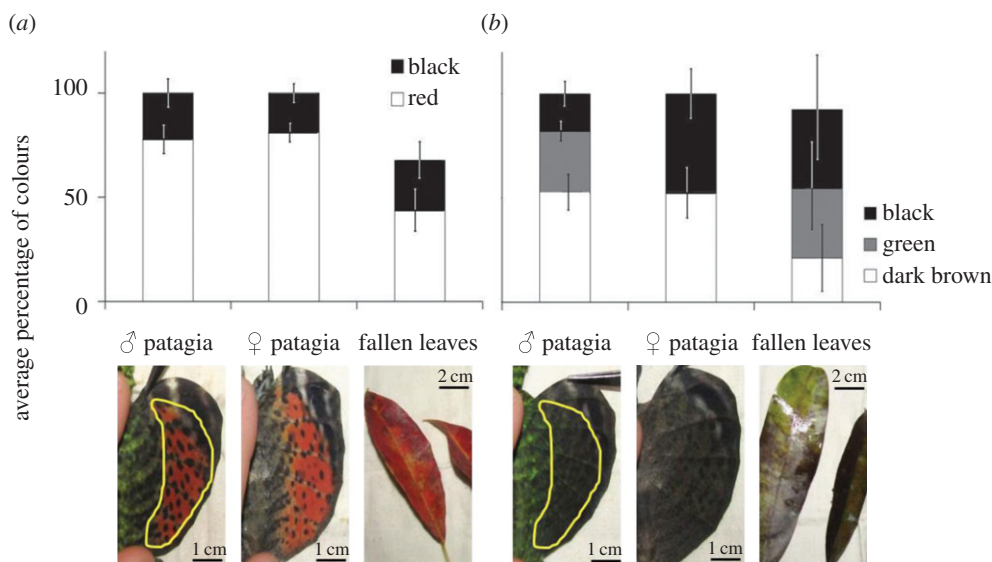 (a)
average percentage of colours
100
50
0
black
red
♂ patagia
♀ patagia
fallen leaves
1 cm
1 cm
2 cm
(b)
black
green
dark brown
♂ patagia
♀ patagia
fallen leaves
1 cm
1 cm
2 cm